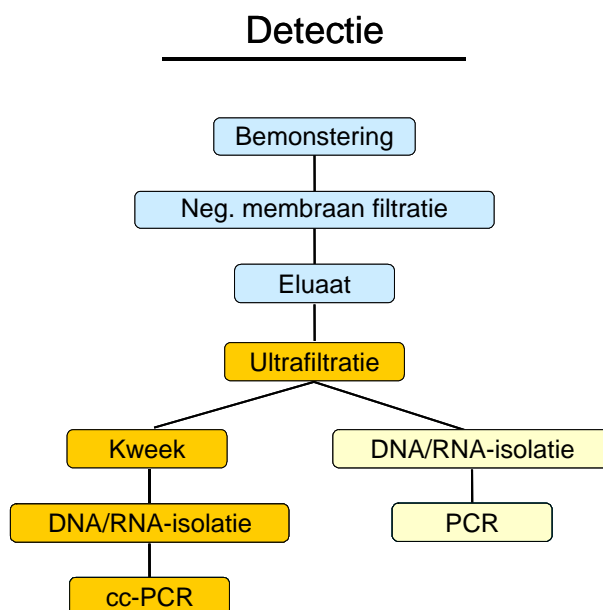 Detectie
Bemonstering
Neg. membraan filtratie
Eluaat
Ultrafiltratie
Kweek
DNA/RNA-isolatie
DNA/RNA-isolatie
PCR
cc-PCR